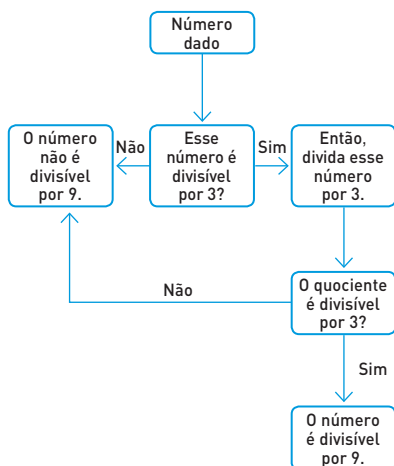 Número
dado
O número
não é
divisível
por 9.
Não
Esse
número é
divisível
por 3?
Sim
Então,
divida esse
número
por 3.
O quociente
é divisível
por 3?
Não
Sim
O número
é divisível
por 9.